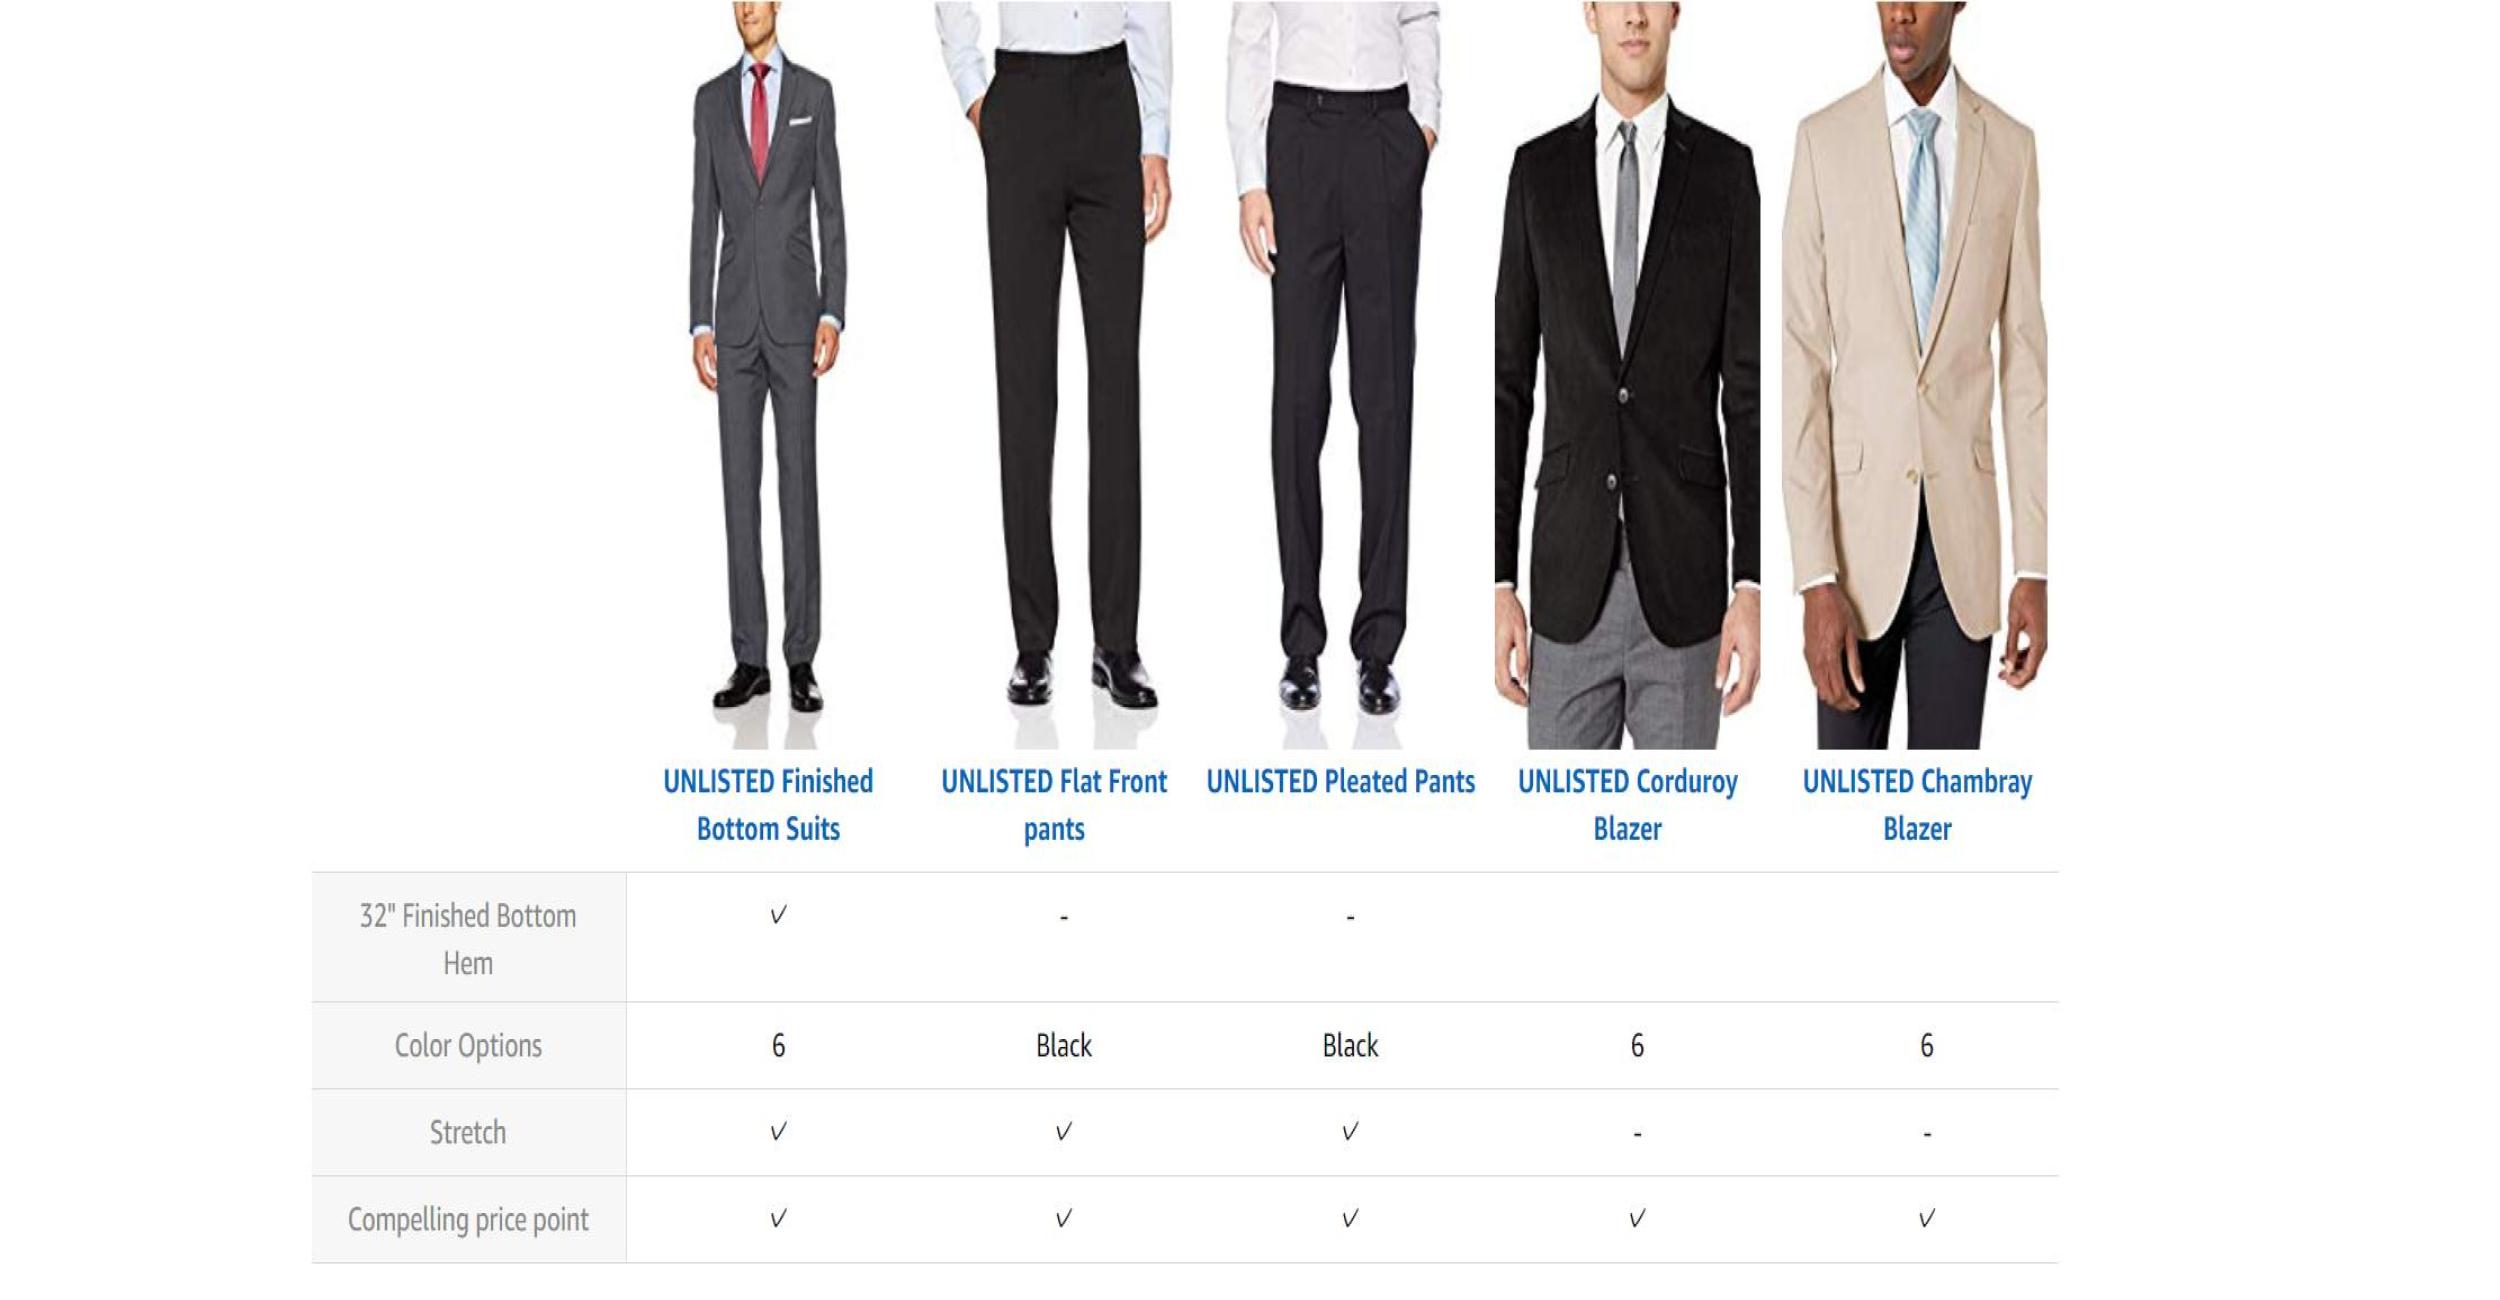 UNLISTED Finished
Bottom Suits
UNLISTED Flat Front
pants
UNLISTED Pleated Pants
UNLISTED Corduroy
Blazer
UNLISTED Chambray
Blazer
32" Finished Bottom
Hem
✓ - -
Color Options 6 Black Black 6 6
Stretch ✓ ✓ ✓ - -
Compelling price point ✓ ✓ ✓ ✓ ✓